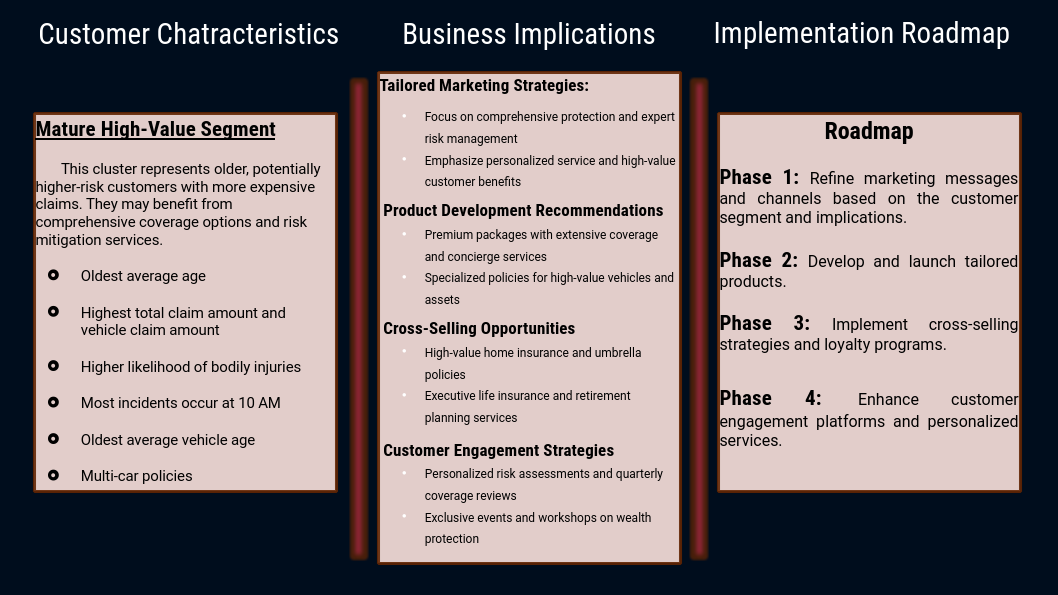 Customer Chatracteristics
Mature High-Value Segment
This cluster represents older, potentially
higher-risk customers with more expensive
claims. They may benefit from
comprehensive coverage options and risk
mitigation services.
Oldest average age
Highest total claim amount and
vehicle claim amount
Higher likelihood of bodily injuries
Most incidents occur at 10 AM
Oldest average vehicle age
Multi-car policies
Business Implications
Tailored Marketing Strategies:
Focus on comprehensive protection and expert
risk management
Emphasize personalized service and high-value
customer benefits
Product Development Recommendations
Premium packages with extensive coverage
and concierge services
Specialized policies for high-value vehicles and
assets
Cross-Selling Opportunities
High-value home insurance and umbrella
policies
Executive life insurance and retirement
planning services
Customer Engagement Strategies
Personalized risk assessments and quarterly
coverage reviews
Exclusive events and workshops on wealth
protection
Implementation Roadmap
Roadmap
Phase 1: Refine marketing messages
and channels based on the customer
segment and implications.
Phase 2: Develop and launch tailored
products.
Phase 3: Implement cross-selling
strategies and loyalty programs.
Phase 4: Enhance customer
engagement platforms and personalized
services.